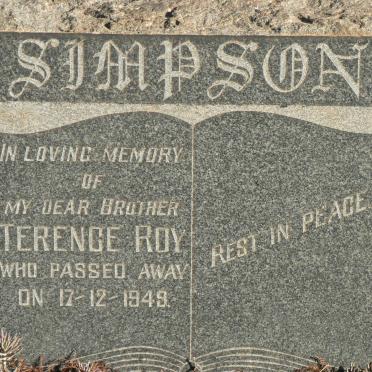 SIMPSON
IN LOVING MEMORY
OF
MY DEAR BROTHER
TERENCE ROY
WHO PASSED AWAY
ON 17-12-1949.
REST IN PEACE